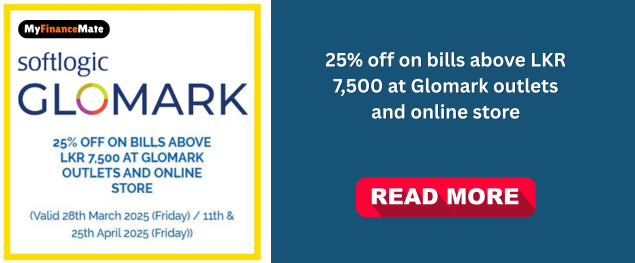 MyFinanceMate
softlogic
GLOMARK
25% OFF ON BILLS ABOVE
LKR 7,500 AT GLOMARK
OUTLETS AND ONLINE
STORE
(Valid 28th March 2025 (Friday) / 11th &
25th April 2025 (Friday))
25% off on bills above LKR
7,500 at Glomark outlets
and online store
READ MORE